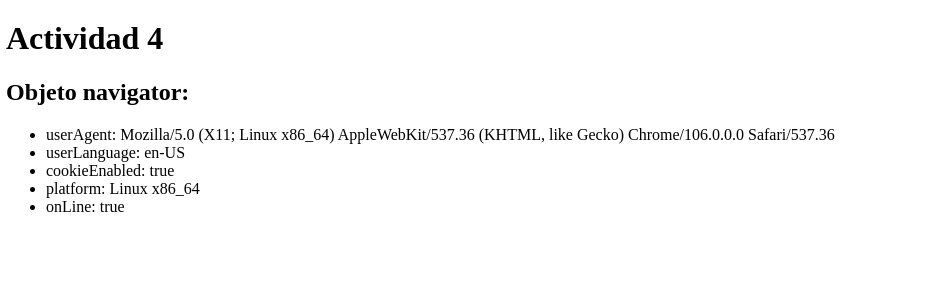 Actividad 4
Objeto navigator:
userAgent: Mozilla/5.0 (X11; Linux x86_64) AppleWebKit/537.36 (KHTML, like Gecko) Chrome/106.0.0.0 Safari/537.36
userLanguage: en-US
cookieEnabled: true
platform: Linux x86_64
onLine: true